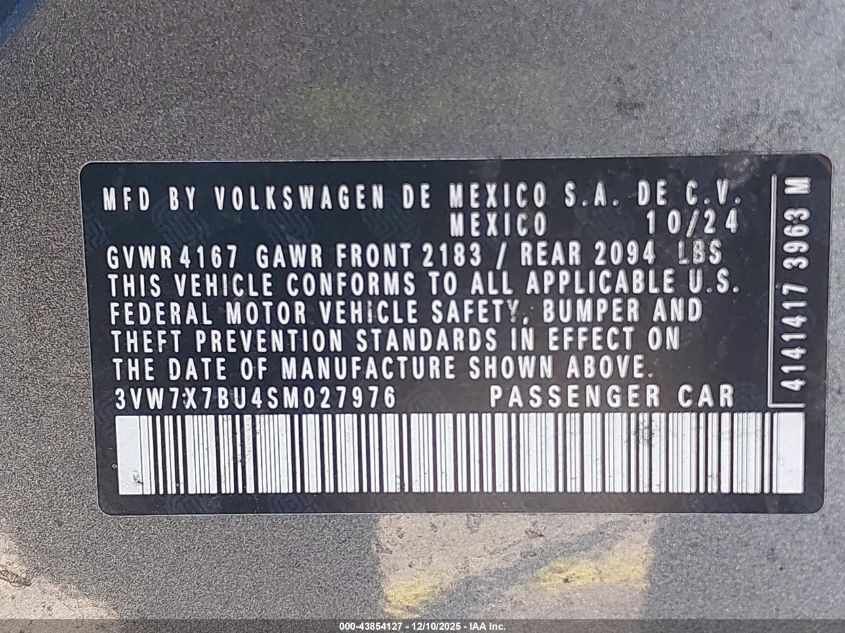 MFD BY VOLKSWAGEN DE MEXICO S.A. DE C.V.
MEXICO 10/24
GVWR 4167 GAWR FRONT 2183 / REAR 2094 LBS
THIS VEHICLE CONFORMS TO ALL APPLICABLE U.S.
FEDERAL MOTOR VEHICLE SAFETY, BUMPER AND
THEFT PREVENTION STANDARDS IN EFFECT ON
THE DATE OF MANUFACTURE SHOWN ABOVE.
3VW7X7BU4SM027976 PASSENGER CAR
4141417 3963 M
000-43854127 - 12/10/2025 - IAA Inc.